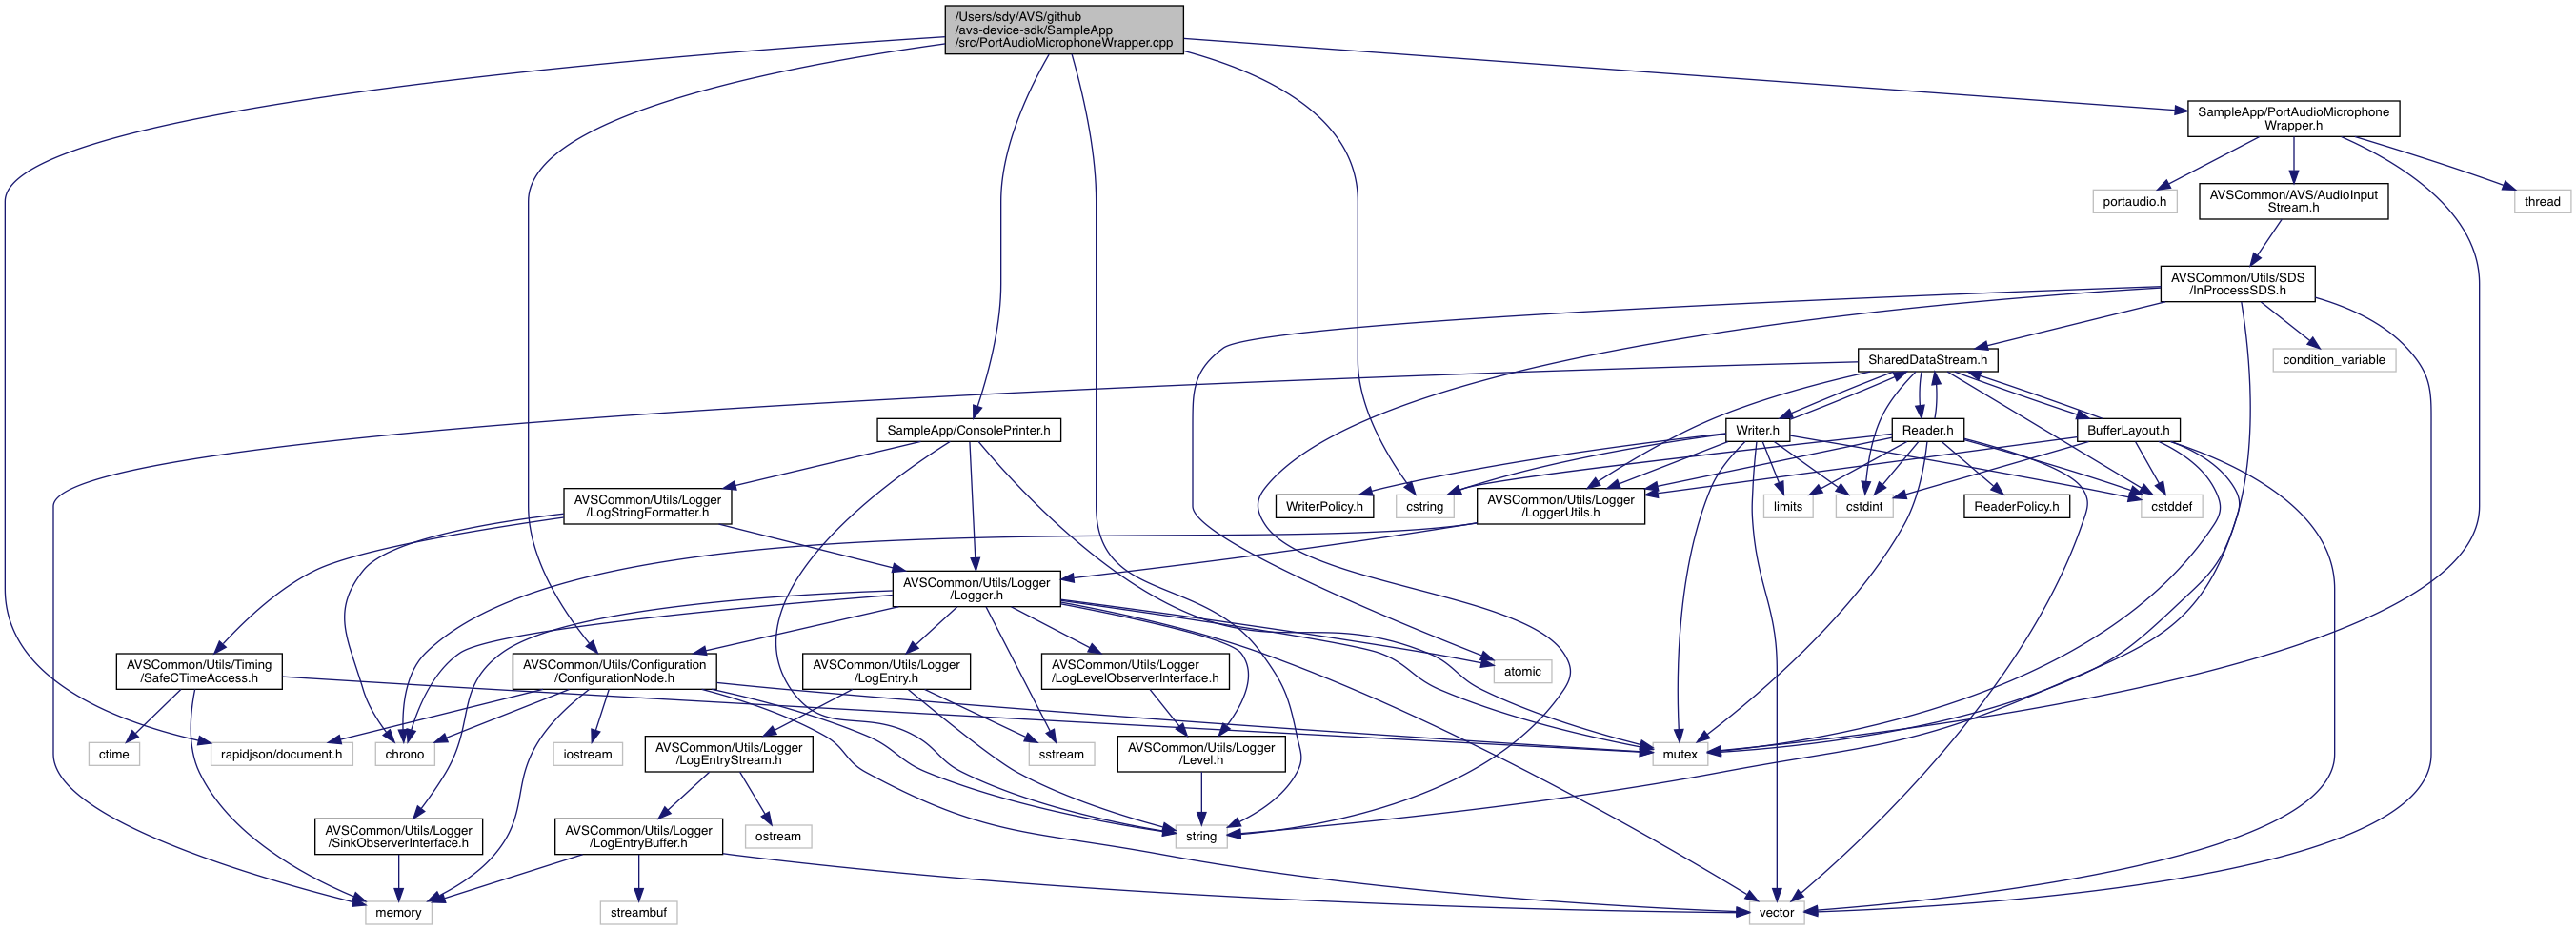 /Users/sdy/AVS/github
/avs-device-sdk/SampleApp
/src/PortAudioMicrophoneWrapper.cpp
SampleApp/PortAudioMicrophone
Wrapper.h
portaudio.h
AVSCommon/AVS/AudioInput
Stream.h
thread
AVSCommon/Utils/SDS
/InProcessSDS.h
SharedDataStream.h
condition_variable
SampleApp/ConsolePrinter.h
Writer.h
Reader.h
BufferLayout.h
AVSCommon/Utils/Logger
/LogStringFormatter.h
WriterPolicy.h
cstring
AVSCommon/Utils/Logger
/LoggerUtils.h
limits
cstdint
ReaderPolicy.h
cstddef
AVSCommon/Utils/Logger
/Logger.h
AVSCommon/Utils/Timing
/SafeCTimeAccess.h
AVSCommon/Utils/Configuration
/ConfigurationNode.h
AVSCommon/Utils/Logger
/LogEntry.h
AVSCommon/Utils/Logger
/LogLevelObserverInterface.h
atomic
ctime
rapidjson/document.h
chrono
iostream
AVSCommon/Utils/Logger
/LogEntryStream.h
sstream
AVSCommon/Utils/Logger
/Level.h
mutex
AVSCommon/Utils/Logger
/SinkObserverInterface.h
AVSCommon/Utils/Logger
/LogEntryBuffer.h
ostream
string
memory
streambuf
vector